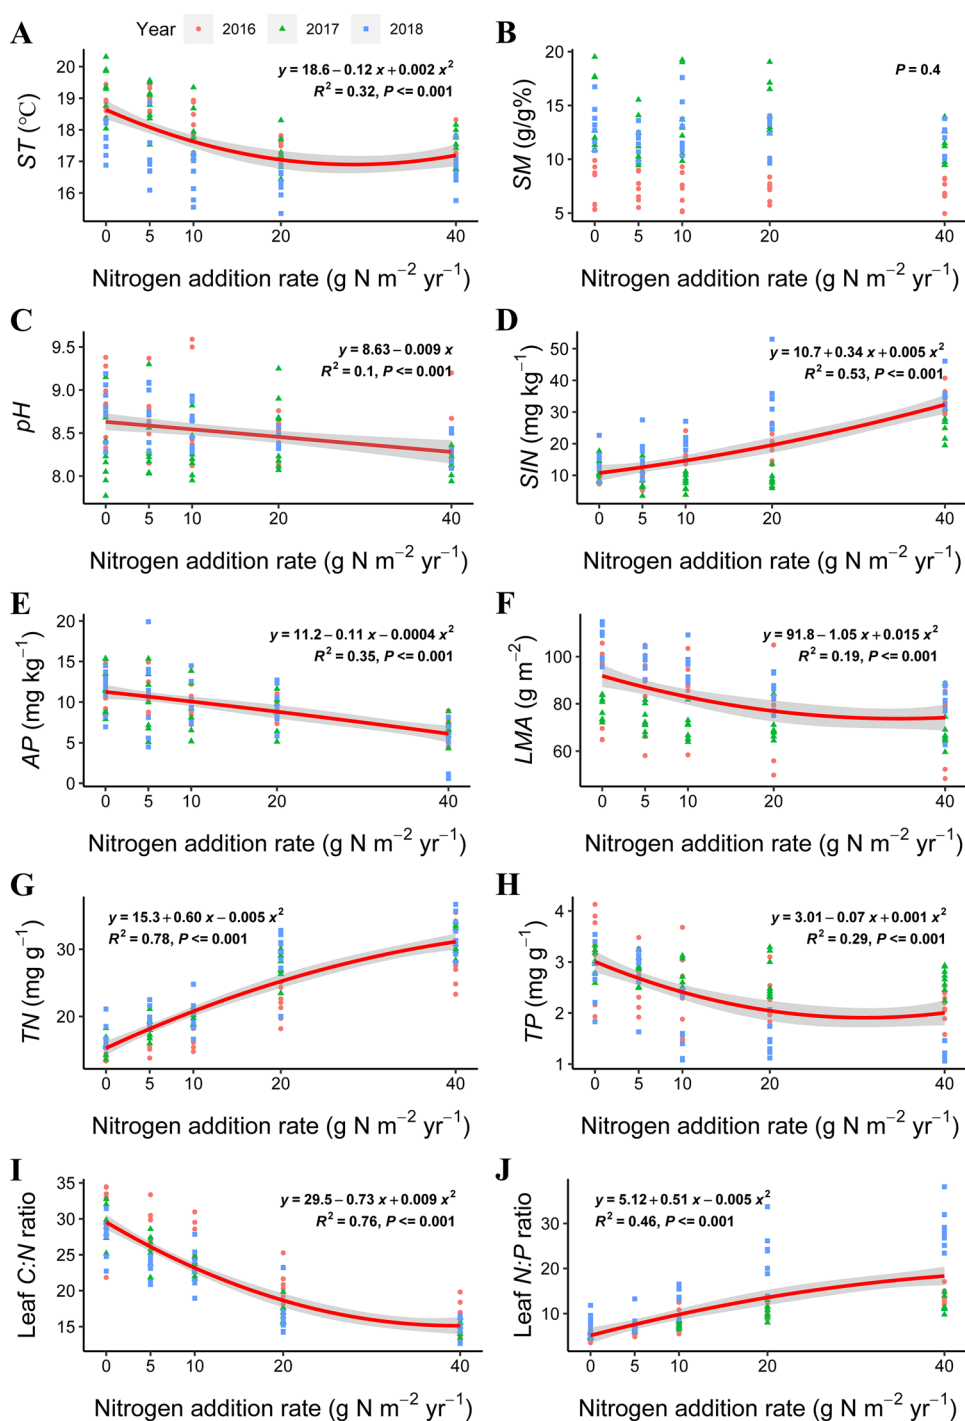 A
Year 2016 2017 2018
y = 18.6 − 0.12 x + 0.002 x²
R² = 0.32, P <= 0.001
ST (°C)
20
19
18
17
16
0 5 10 20 40
Nitrogen addition rate (g N m⁻² yr⁻¹)
B
P = 0.4
SM (g/g%)
20
15
10
5
0 5 10 20 40
Nitrogen addition rate (g N m⁻² yr⁻¹)
C
y = 8.63 − 0.009 x
R² = 0.1, P <= 0.001
pH
9.5
9.0
8.5
8.0
0 5 10 20 40
Nitrogen addition rate (g N m⁻² yr⁻¹)
D
y = 10.7 + 0.34 x + 0.005 x²
R² = 0.53, P <= 0.001
SIN (mg kg⁻¹)
50
40
30
20
10
0 5 10 20 40
Nitrogen addition rate (g N m⁻² yr⁻¹)
E
y = 11.2 − 0.11 x − 0.0004 x²
R² = 0.35, P <= 0.001
AP (mg kg⁻¹)
20
15
10
5
0
0 5 10 20 40
Nitrogen addition rate (g N m⁻² yr⁻¹)
F
y = 91.8 − 1.05 x + 0.015 x²
R² = 0.19, P <= 0.001
LMA (g m⁻²)
100
80
60
0 5 10 20 40
Nitrogen addition rate (g N m⁻² yr⁻¹)
G
y = 15.3 + 0.60 x − 0.005 x²
R² = 0.78, P <= 0.001
TN (mg g⁻¹)
30
20
0 5 10 20 40
Nitrogen addition rate (g N m⁻² yr⁻¹)
H
y = 3.01 − 0.07 x + 0.001 x²
R² = 0.29, P <= 0.001
TP (mg g⁻¹)
4
3
2
1
0 5 10 20 40
Nitrogen addition rate (g N m⁻² yr⁻¹)
I
y = 29.5 − 0.73 x + 0.009 x²
R² = 0.76, P <= 0.001
Leaf C:N ratio
35
30
25
20
15
0 5 10 20 40
Nitrogen addition rate (g N m⁻² yr⁻¹)
J
y = 5.12 + 0.51 x − 0.005 x²
R² = 0.46, P <= 0.001
Leaf N:P ratio
30
20
10
0 5 10 20 40
Nitrogen addition rate (g N m⁻² yr⁻¹)